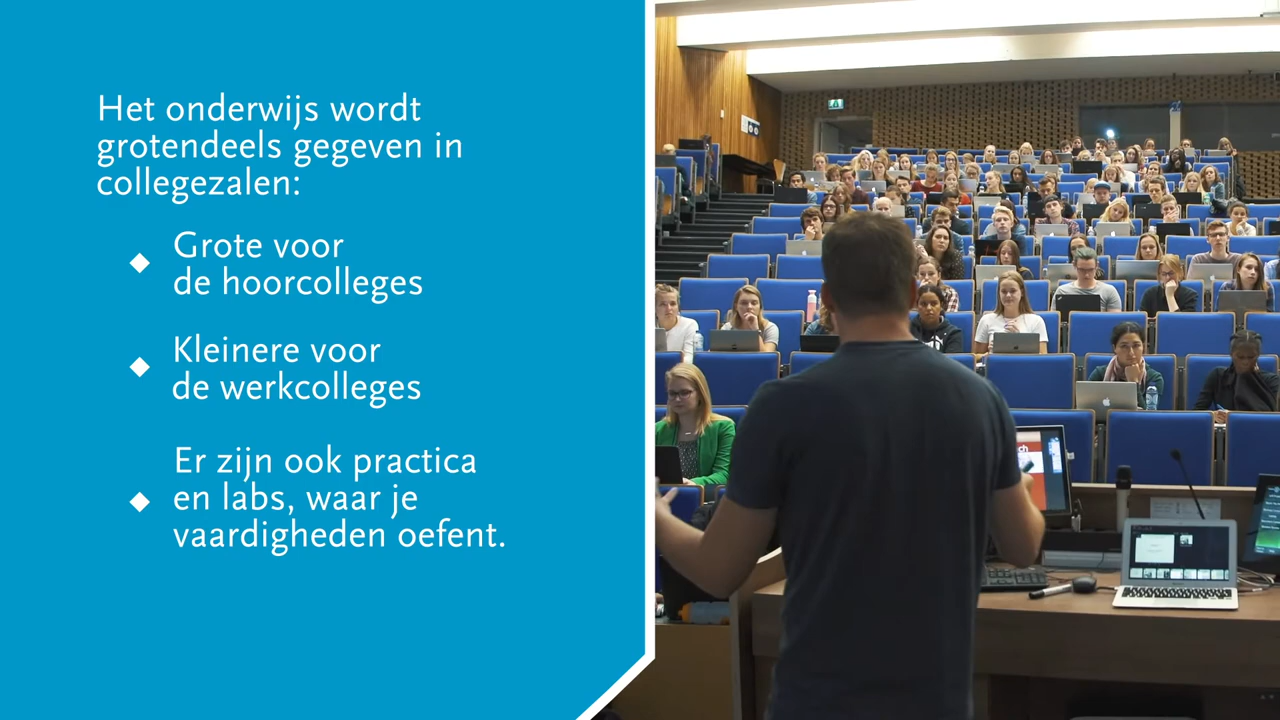 Het onderwijs wordt
grotendeels gegeven in
collegezalen:
Grote voor
de hoorcolleges
Kleinere voor
de werkcolleges
Er zijn ook practica
en labs, waar je
vaardigheden oefent.